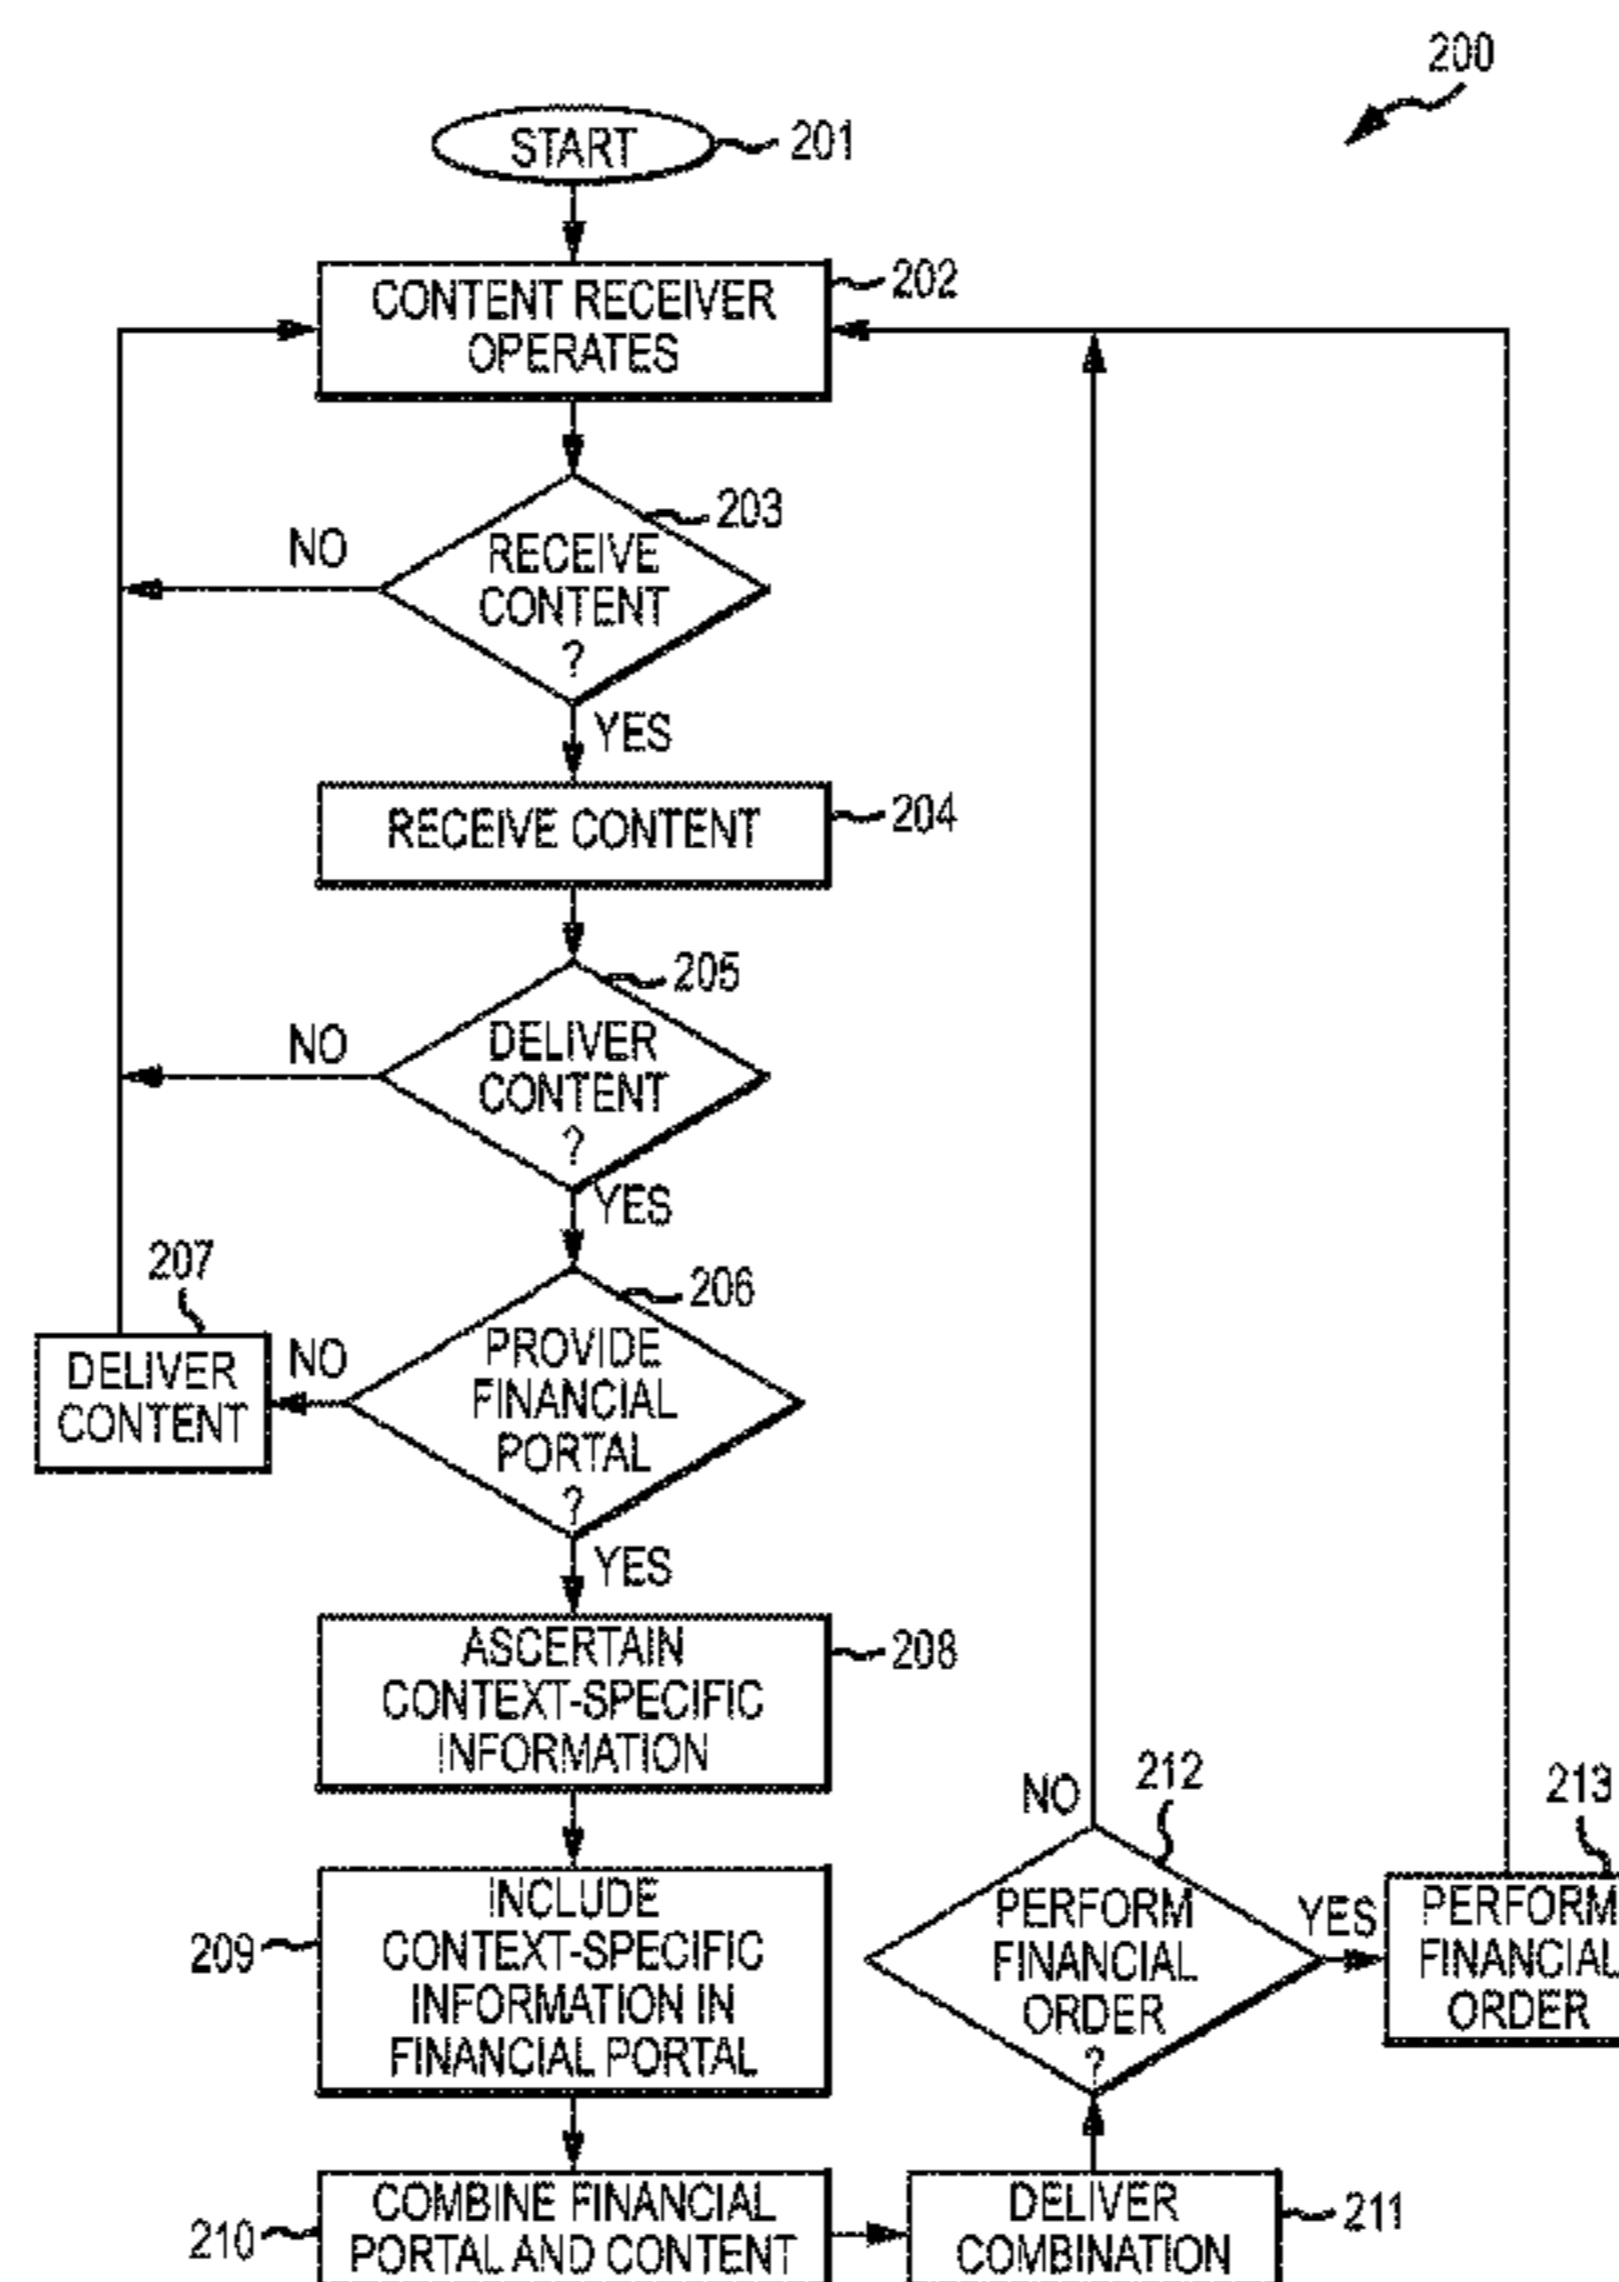 200
START
201
CONTENT RECEIVER
OPERATES
202
RECEIVE
CONTENT
?
203
NO
YES
RECEIVE CONTENT
204
DELIVER
CONTENT
?
205
NO
YES
PROVIDE
FINANCIAL
PORTAL
?
206
NO
207
DELIVER
CONTENT
YES
ASCERTAIN
CONTEXT-SPECIFIC
INFORMATION
208
INCLUDE
CONTEXT-SPECIFIC
INFORMATION IN
FINANCIAL PORTAL
209
COMBINE FINANCIAL
PORTAL AND CONTENT
210
DELIVER
COMBINATION
211
PERFORM
FINANCIAL
ORDER
?
212
NO
YES
213
PERFORM
FINANCIAL
ORDER